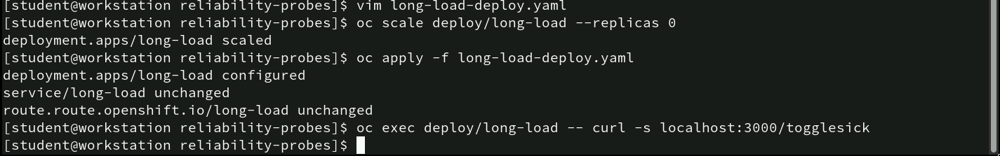 [student@workstation reliability-probes]$ vim long-load-deploy.yaml
[student@workstation reliability-probes]$ oc scale deploy/long-load --replicas 0
deployment.apps/long-load scaled
[student@workstation reliability-probes]$ oc apply -f long-load-deploy.yaml
deployment.apps/long-load configured
service/long-load unchanged
route.route.openshift.io/long-load unchanged
[student@workstation reliability-probes]$ oc exec deploy/long-load -- curl -s localhost:3000/togglesick
[student@workstation reliability-probes]$